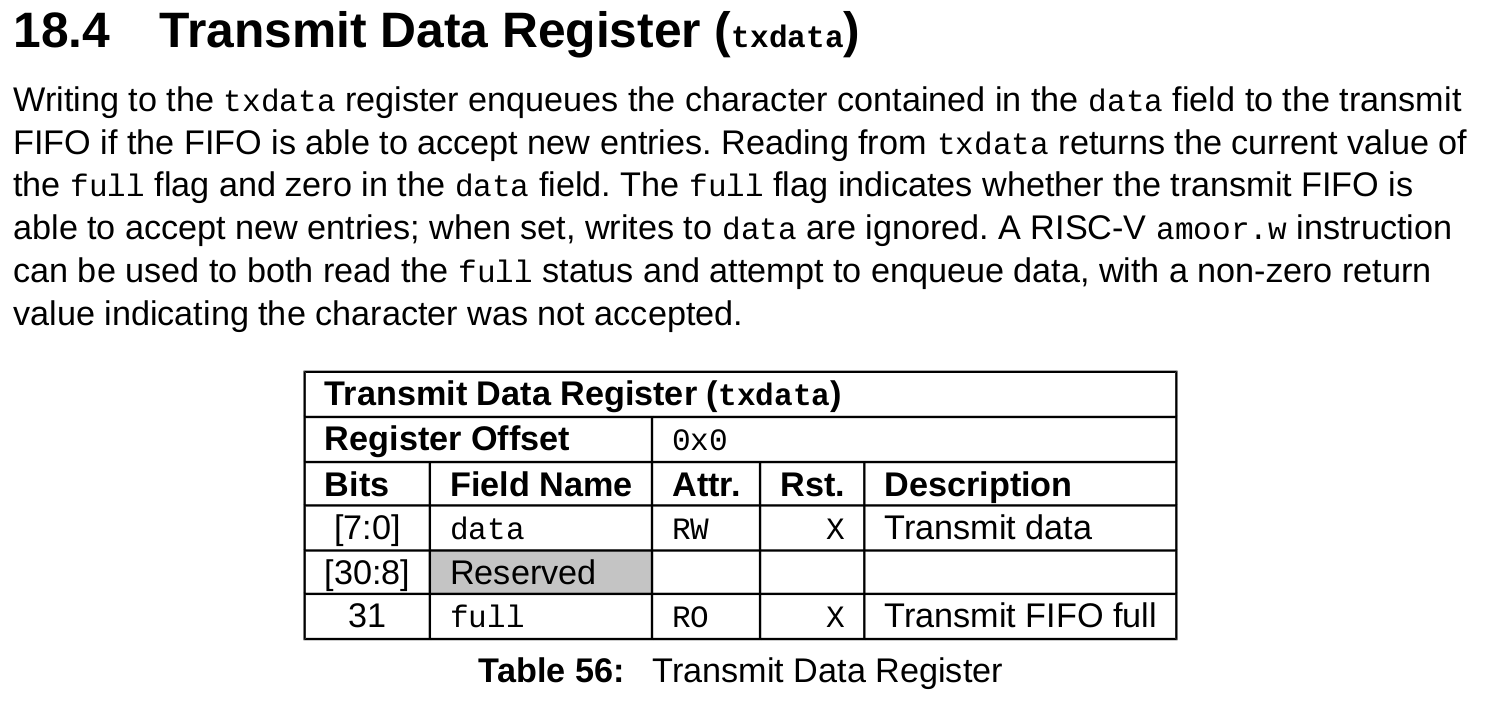 18.4 Transmit Data Register (txdata)
Writing to the txdata register enqueues the character contained in the data field to the transmit
FIFO if the FIFO is able to accept new entries. Reading from txdata returns the current value of
the full flag and zero in the data field. The full flag indicates whether the transmit FIFO is
able to accept new entries; when set, writes to data are ignored. A RISC-V amoor.w instruction
can be used to both read the full status and attempt to enqueue data, with a non-zero return
value indicating the character was not accepted.
Transmit Data Register (txdata)
Register Offset 0x0
Bits Field Name Attr. Rst. Description
[7:0] data RW X Transmit data
[30:8] Reserved
31 full RO X Transmit FIFO full
Table 56: Transmit Data Register